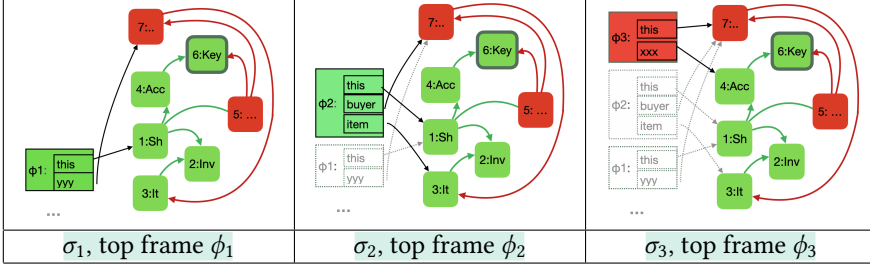 7:..
6:Key
4:Acc
5: ...
1:Sh
2:Inv
3:It
ϕ1:
this
yyy
...
σ1, top frame ϕ1
7:..
6:Key
4:Acc
5: ...
1:Sh
2:Inv
3:It
ϕ2:
this
buyer
item
ϕ1:
this
yyy
...
σ2, top frame ϕ2
ϕ3:
this
xxx
7:..
6:Key
4:Acc
5: ...
1:Sh
2:Inv
3:It
ϕ2:
this
buyer
item
ϕ1:
this
yyy
...
σ3, top frame ϕ3